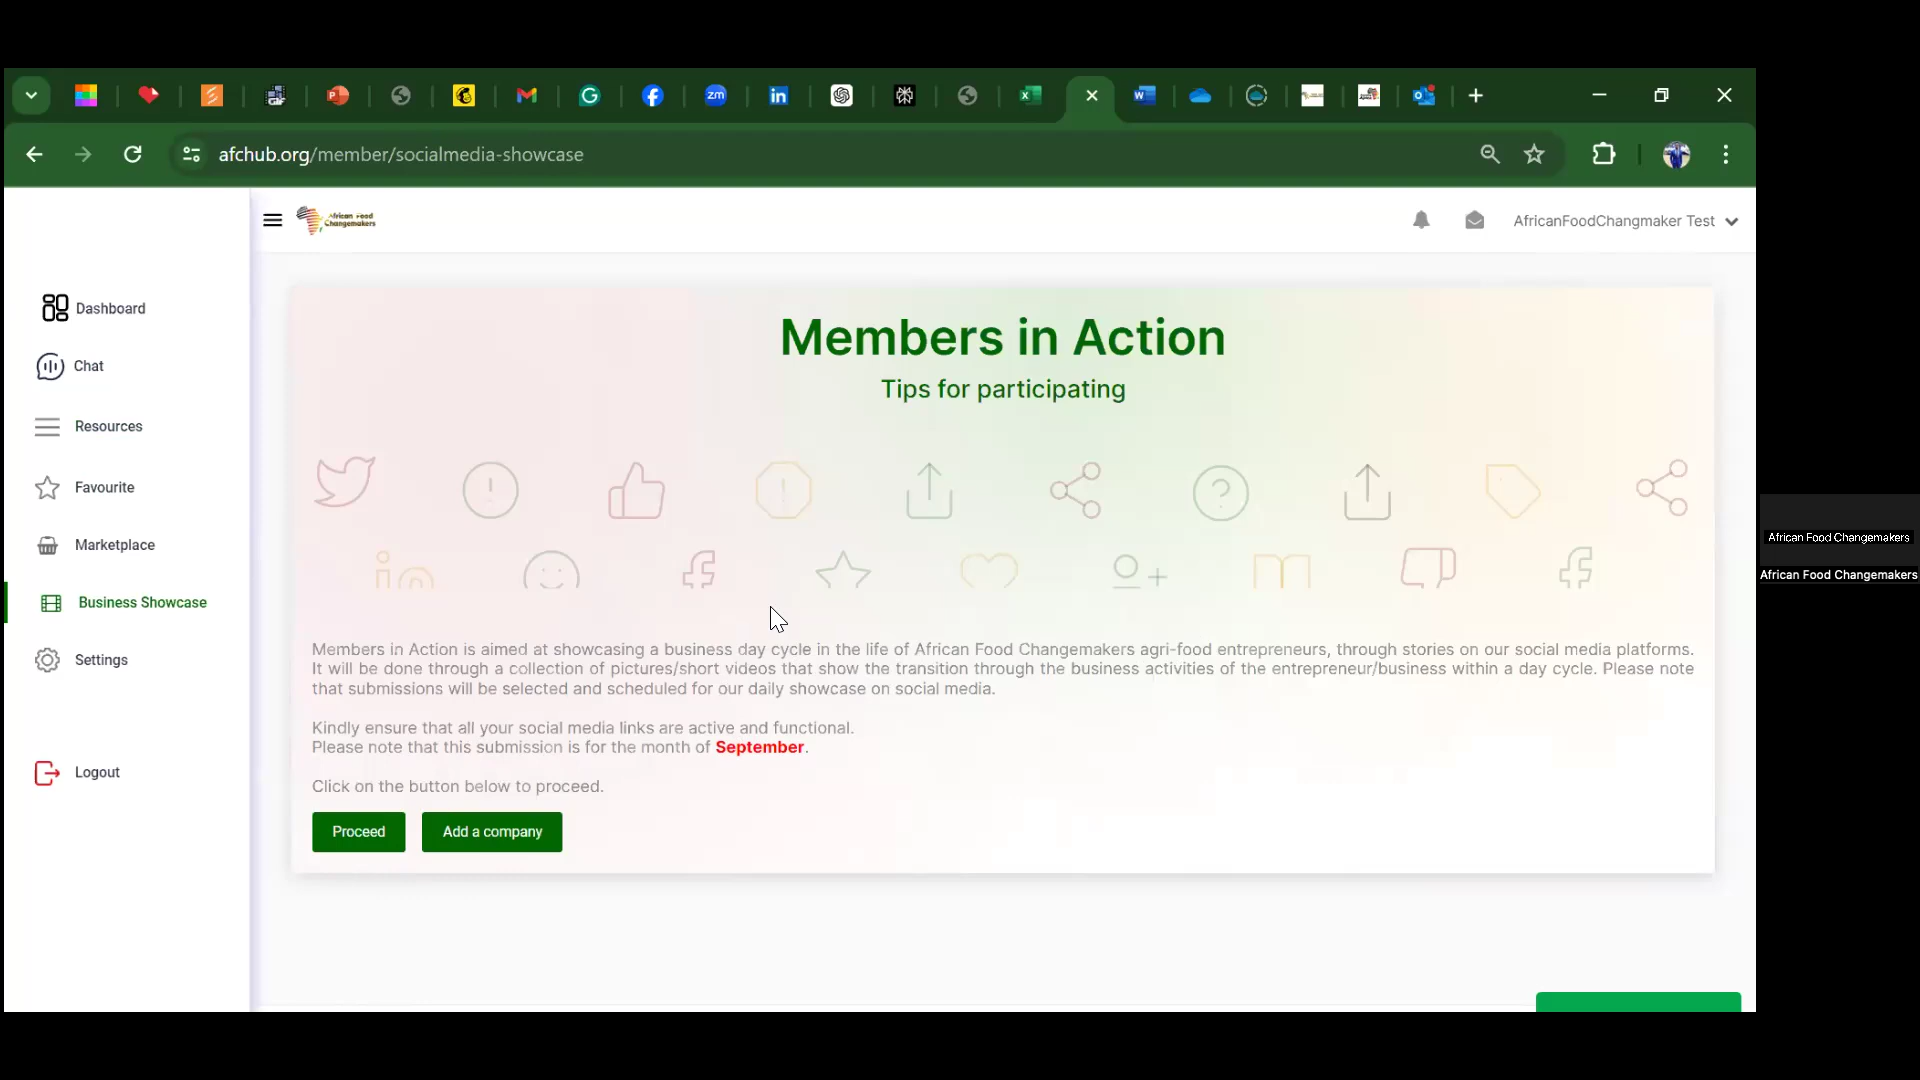 afchub.org/member/socialmedia-showcase
African Food
Changemakers
AfricanFoodChangmaker Test
Dashboard
Chat
Resources
Favourite
Marketplace
Business Showcase
Settings
Logout
Members in Action
Tips for participating
Members in Action is aimed at showcasing a business day cycle in the life of African Food Changemakers agri-food entrepreneurs, through stories on our social media platforms.
It will be done through a collection of pictures/short videos that show the transition through the business activities of the entrepreneur/business within a day cycle. Please note
that submissions will be selected and scheduled for our daily showcase on social media.
Kindly ensure that all your social media links are active and functional.
Please note that this submission is for the month of September.
Click on the button below to proceed.
Proceed
Add a company
African Food Changemakers
African Food Changemakers